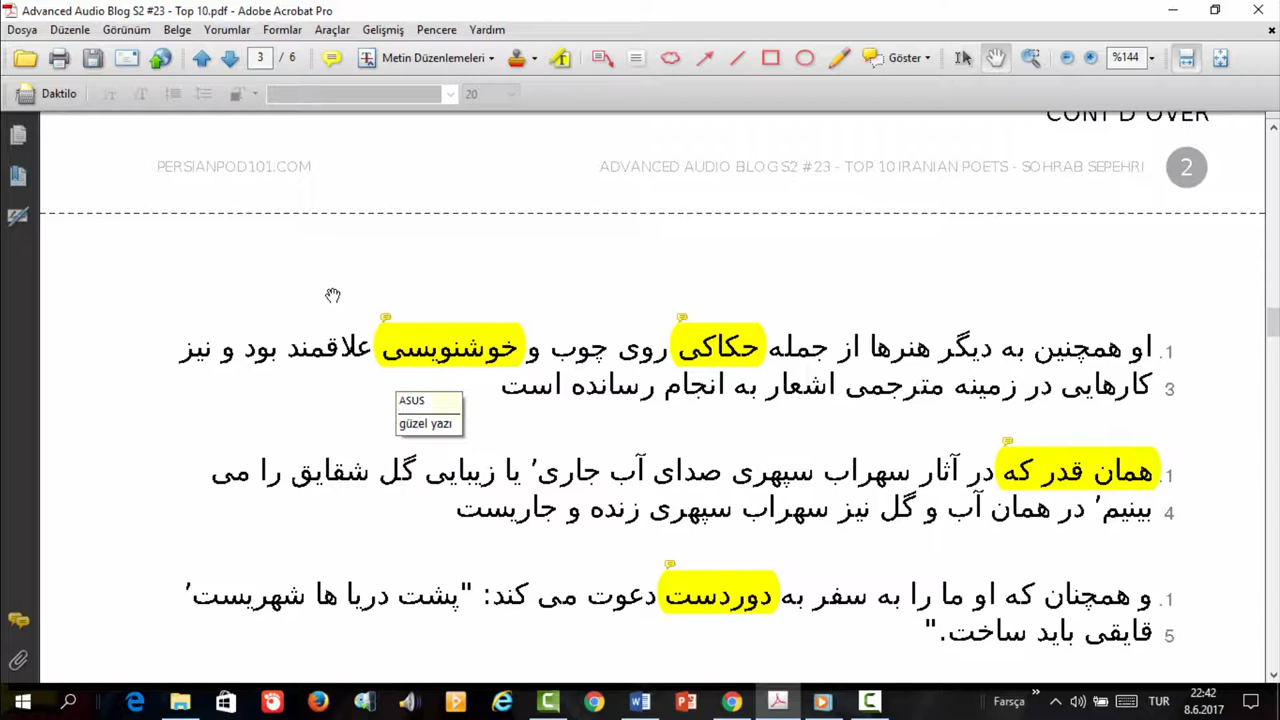 Advanced Audio Blog S2 #23 - Top 10.pdf - Adobe Acrobat Pro
Dosya Düzenle Görünüm Belge Yorumlar Formlar Araçlar Gelişmiş Pencere Yardım
3 / 6 Metin Düzenlemeleri Göster %144
Daktilo 20
CONT'D OVER
PERSIANPOD101.COM ADVANCED AUDIO BLOG S2 #23 - TOP 10 IRANIAN POETS - SOHRAB SEPEHRI 2
.1 او همچنین به دیگر هنرها از جمله حکاکی روی چوب و خوشنویسی علاقمند بود و نیز
3 کارهایی در زمینه مترجمی اشعار به انجام رسانده است
ASUS
güzel yazı
.1 همان قدر که در آثار سهراب سپهری صدای آب جاری٬ یا زیبایی گل شقایق را می
4 بینیم٬ در همان آب و گل نیز سهراب سپهری زنده و جاریست
.1 و همچنان که او ما را به سفر به دوردست دعوت می کند: "پشت دریا ها شهریست٬
5 قایقی باید ساخت."
Farsça TUR 22:42
8.6.2017